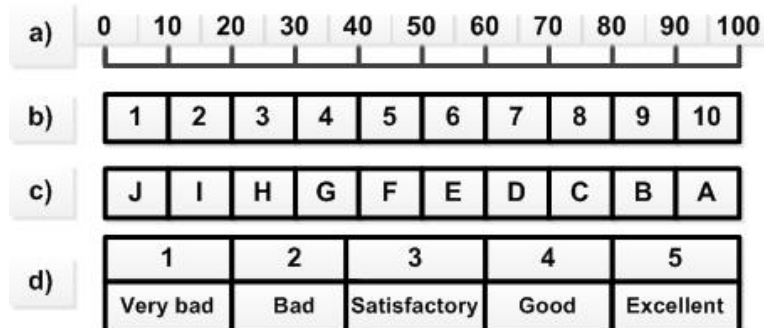 a) 0 10 20 30 40 50 60 70 80 90 100
b) 1 2 3 4 5 6 7 8 9 10
c) J I H G F E D C B A
d) 1 2 3 4 5
Very bad Bad Satisfactory Good Excellent